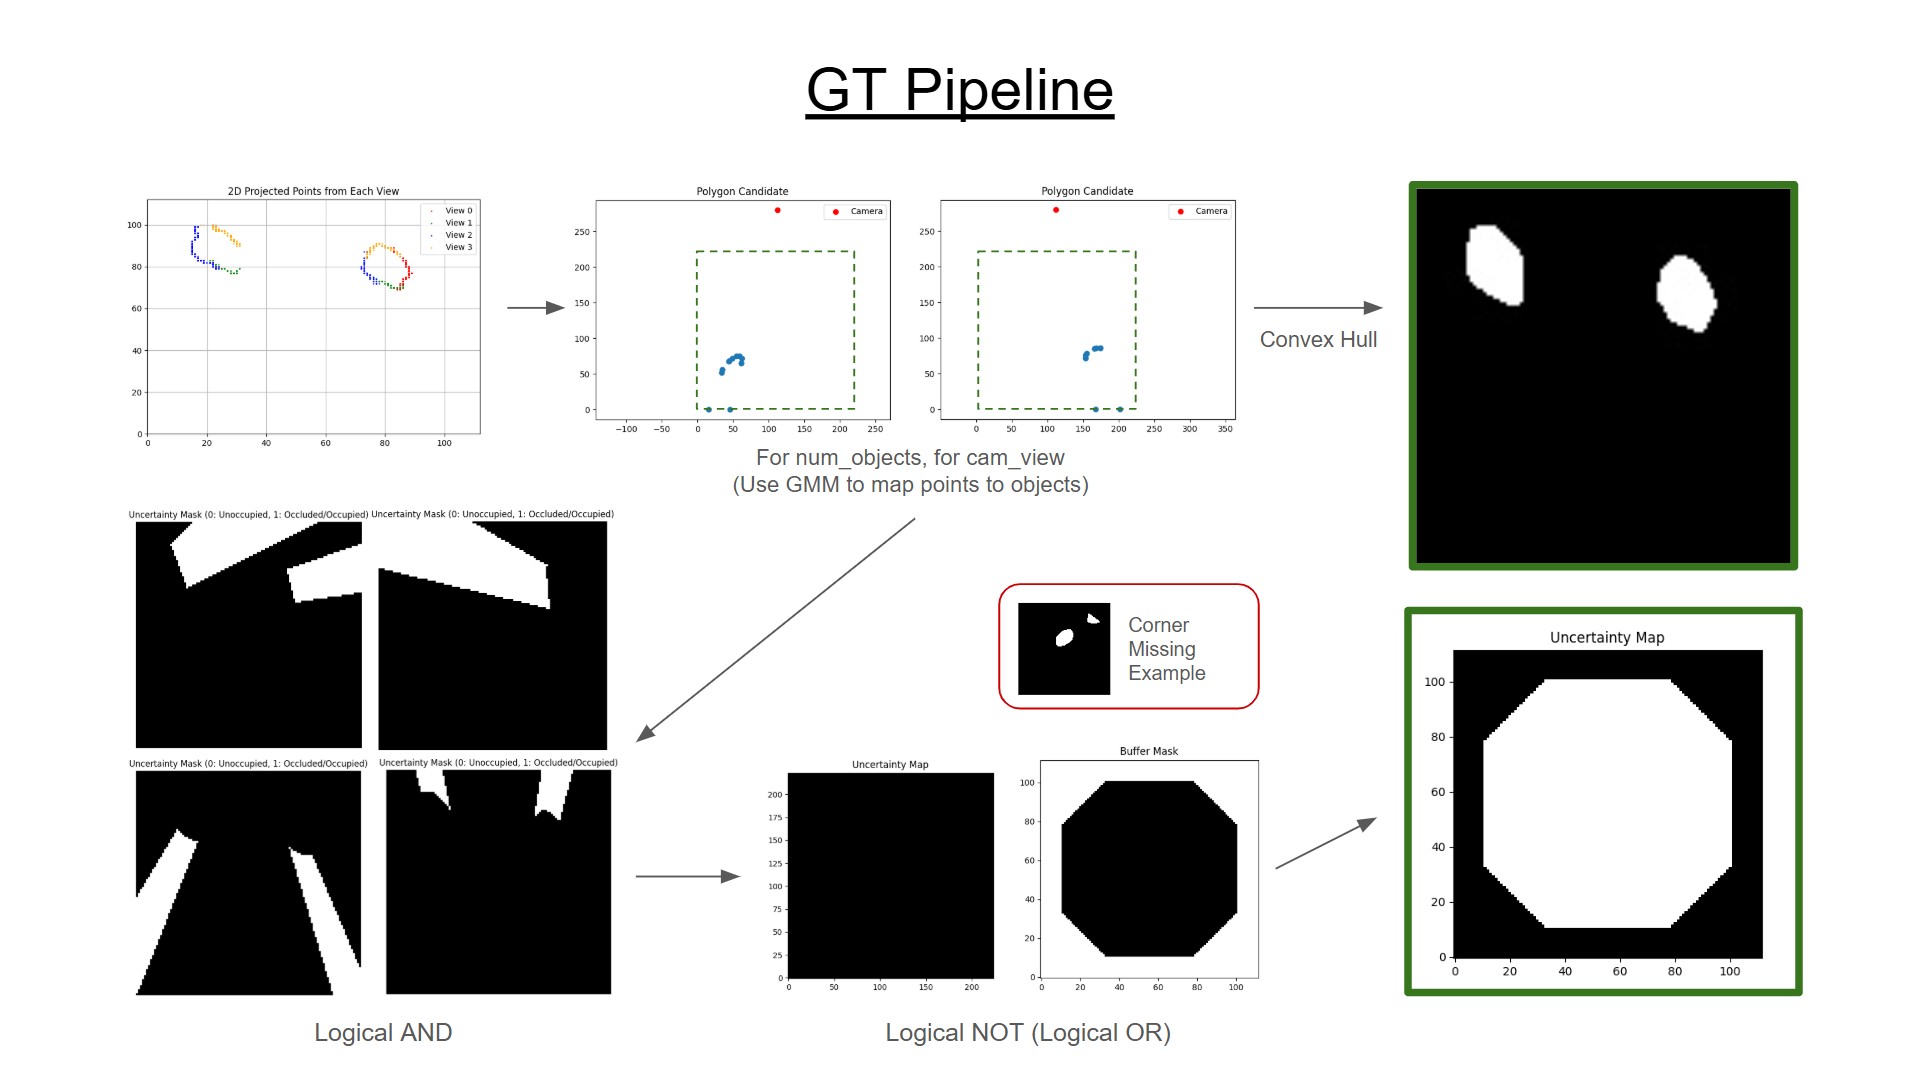 GT Pipeline
2D Projected Points from Each View
View 0
View 1
View 2
View 3
100
80
60
40
20
0
0 20 40 60 80 100
Polygon Candidate
Camera
250
200
150
100
50
0
−100 −50 0 50 100 150 200 250
Polygon Candidate
Camera
250
200
150
100
50
0
0 50 100 150 200 250 300 350
Convex Hull
For num_objects, for cam_view
(Use GMM to map points to objects)
Uncertainty Mask (0: Unoccupied, 1: Occluded/Occupied)
Uncertainty Mask (0: Unoccupied, 1: Occluded/Occupied)
Uncertainty Mask (0: Unoccupied, 1: Occluded/Occupied)
Uncertainty Mask (0: Unoccupied, 1: Occluded/Occupied)
Logical AND
Corner
Missing
Example
Uncertainty Map
200
175
150
125
100
75
50
25
0
0 50 100 150 200
Buffer Mask
100
80
60
40
20
0
0 20 40 60 80 100
Logical NOT (Logical OR)
Uncertainty Map
100
80
60
40
20
0
0 20 40 60 80 100